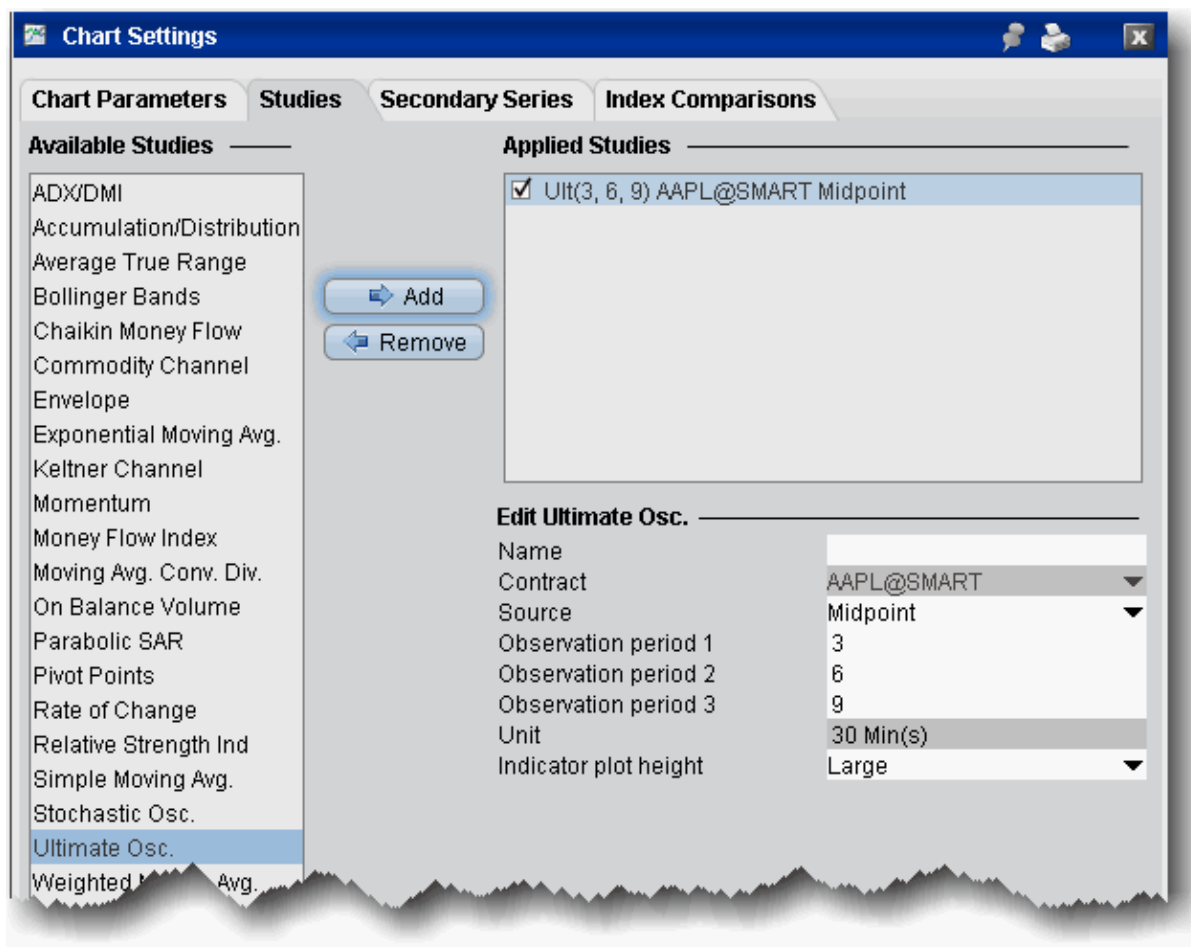 Chart Settings
Chart Parameters Studies Secondary Series Index Comparisons
Available Studies
ADX/DMI
Accumulation/Distribution
Average True Range
Bollinger Bands
Chaikin Money Flow
Commodity Channel
Envelope
Exponential Moving Avg.
Keltner Channel
Momentum
Money Flow Index
Moving Avg. Conv. Div.
On Balance Volume
Parabolic SAR
Pivot Points
Rate of Change
Relative Strength Ind
Simple Moving Avg.
Stochastic Osc.
Ultimate Osc.
Weighted Avg.
Add
Remove
Applied Studies
Ult(3, 6, 9) AAPL@SMART Midpoint
Edit Ultimate Osc.
Name
Contract AAPL@SMART
Source Midpoint
Observation period 1 3
Observation period 2 6
Observation period 3 9
Unit 30 Min(s)
Indicator plot height Large